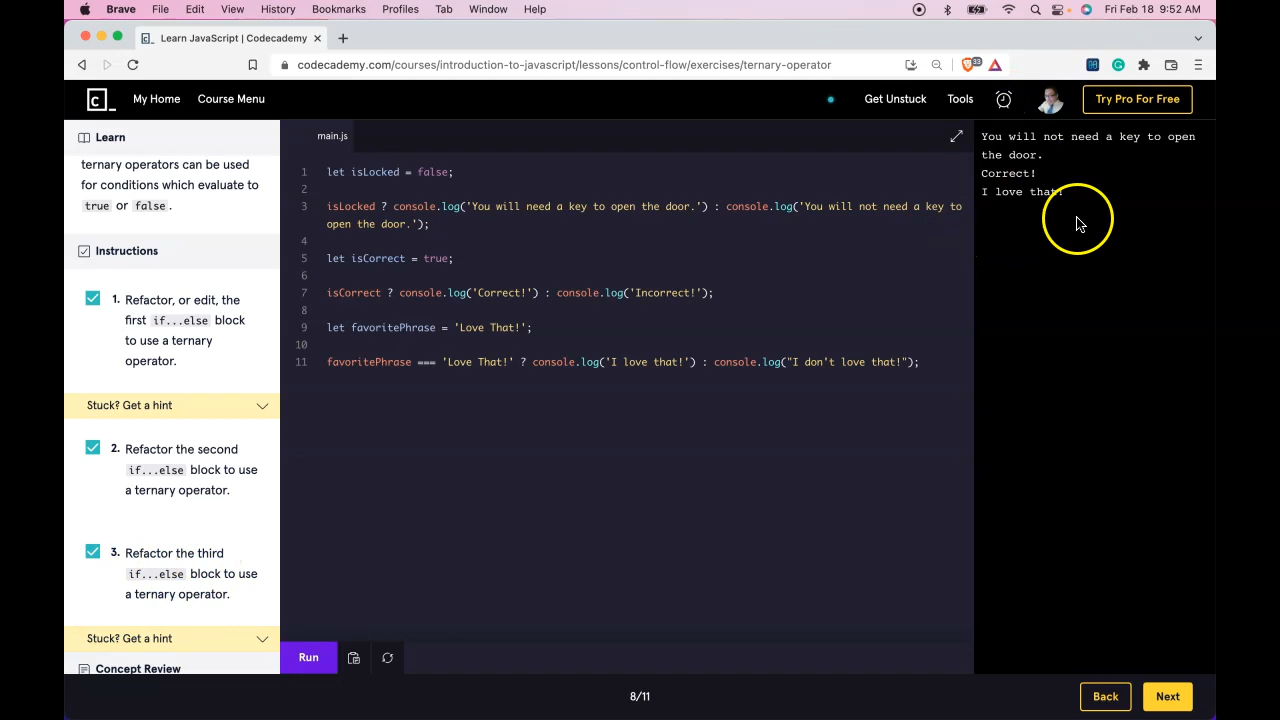 Brave File Edit View History Bookmarks Profiles Tab Window Help Fri Feb 18 9:52 AM
Learn JavaScript | Codecademy
codecademy.com/courses/introduction-to-javascript/lessons/control-flow/exercises/ternary-operator 33
C_ My Home Course Menu Get Unstuck Tools Try Pro For Free
Learn
ternary operators can be used
for conditions which evaluate to
true or false .
Instructions
1. Refactor, or edit, the
first if...else block
to use a ternary
operator.
Stuck? Get a hint
2. Refactor the second
if...else block to use
a ternary operator.
3. Refactor the third
if...else block to use
a ternary operator.
Stuck? Get a hint
Concept Review
main.js
1 let isLocked = false;
2
3 isLocked ? console.log('You will need a key to open the door.') : console.log('You will not need a key to
open the door.');
4
5 let isCorrect = true;
6
7 isCorrect ? console.log('Correct!') : console.log('Incorrect!');
8
9 let favoritePhrase = 'Love That!';
10
11 favoritePhrase === 'Love That!' ? console.log('I love that!') : console.log("I don't love that!");
Run
You will not need a key to open
the door.
Correct!
I love that!
8/11
Back Next